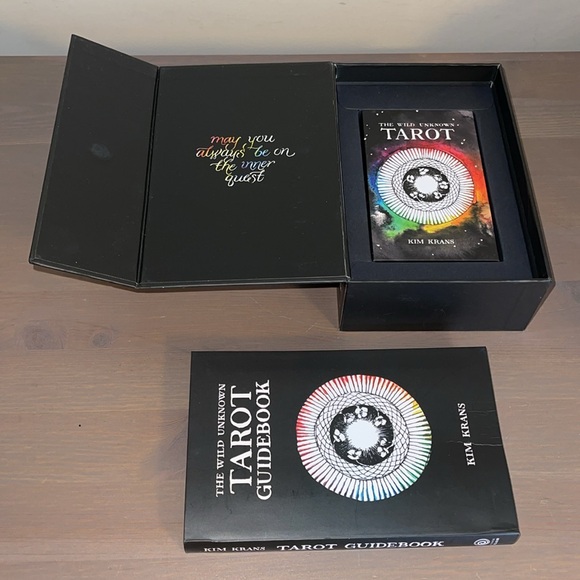 may you
always be on
the inner
quest
THE WILD UNKNOWN
TAROT
KIM KRANS
THE WILD UNKNOWN
TAROT
GUIDEBOOK
KIM KRANS
KIM KRANS TAROT GUIDEBOOK